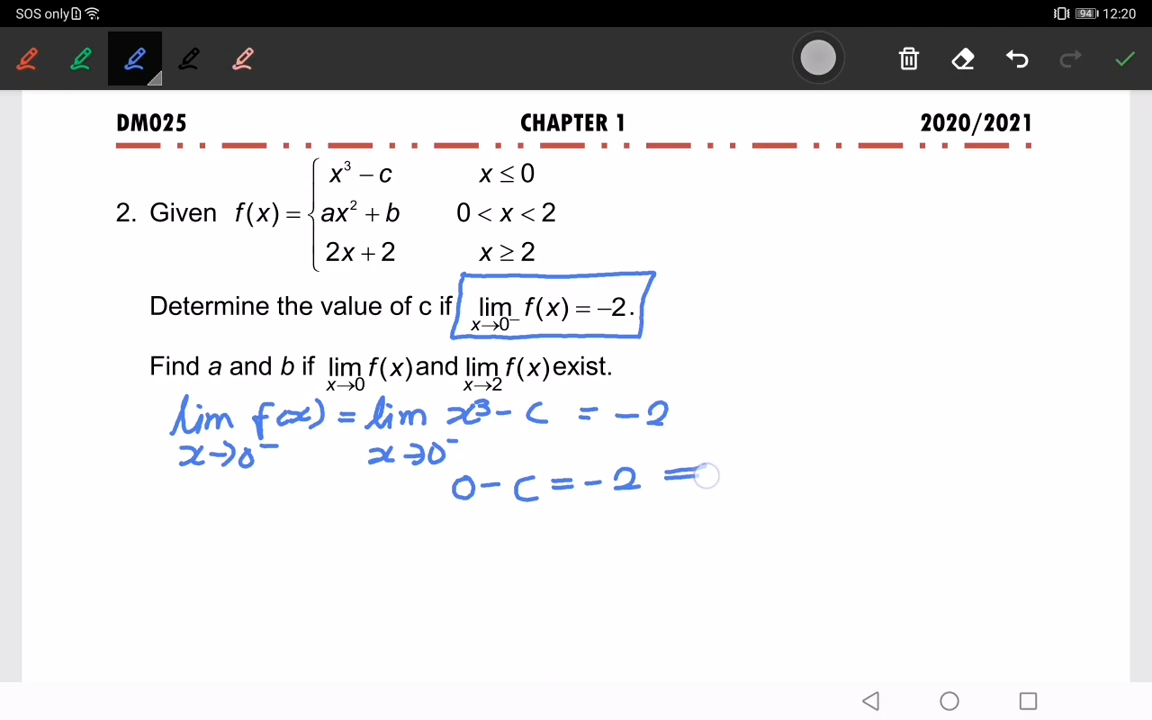 SOS only 94 12:20
DM025 CHAPTER 1 2020/2021
2. Given f(x) = { x³ − c x ≤ 0
ax² + b 0 < x < 2
2x + 2 x ≥ 2
Determine the value of c if lim x→0⁻ f(x) = −2.
Find a and b if lim x→0 f(x) and lim x→2 f(x) exist.
lim x→0⁻ f(x) = lim x→0⁻ x³ − c = −2
0 − c = −2 =